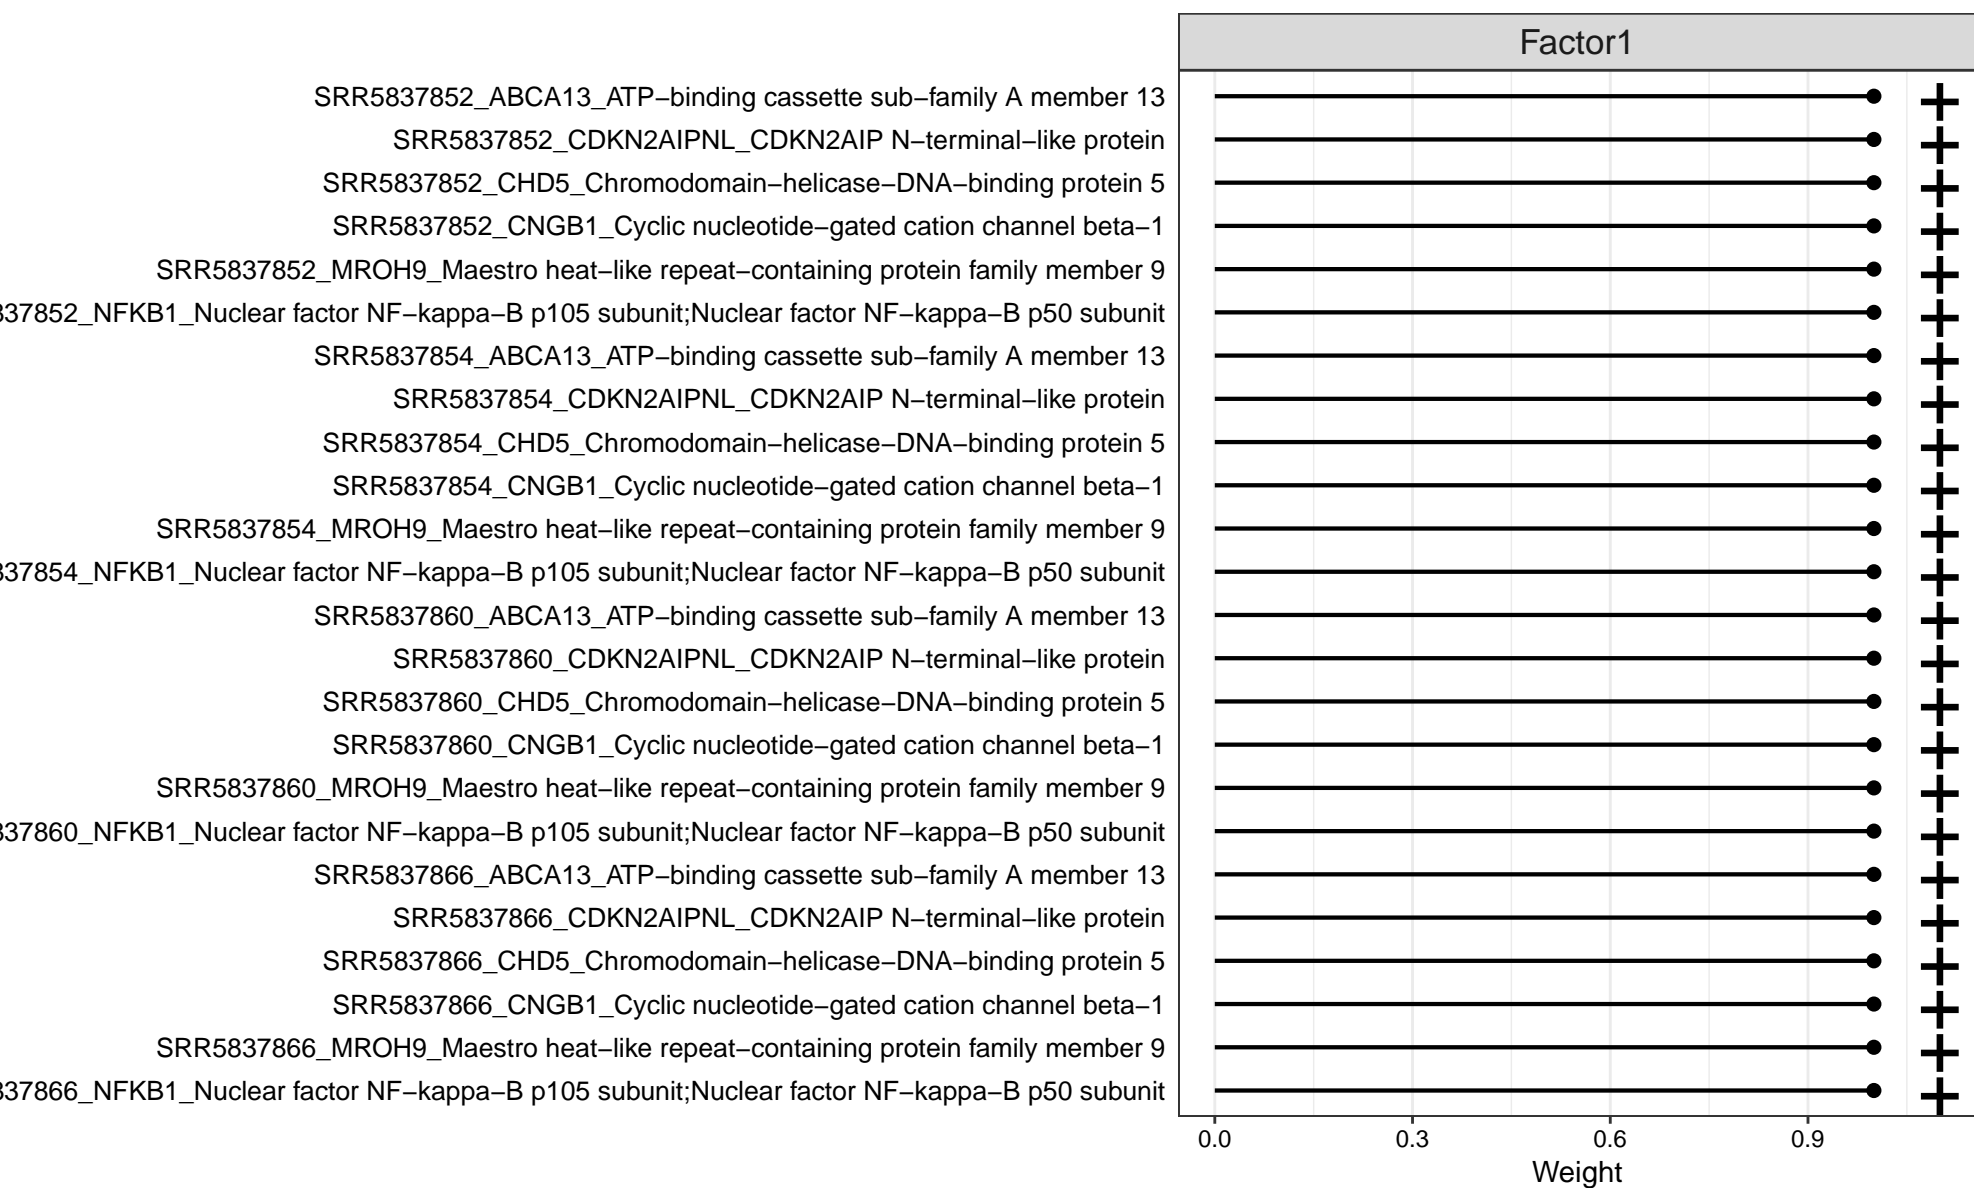 Factor1
SRR5837852_ABCA13_ATP−binding cassette sub−family A member 13
SRR5837852_CDKN2AIPNL_CDKN2AIP N−terminal−like protein
SRR5837852_CHD5_Chromodomain−helicase−DNA−binding protein 5
SRR5837852_CNGB1_Cyclic nucleotide−gated cation channel beta−1
SRR5837852_MROH9_Maestro heat−like repeat−containing protein family member 9
37852_NFKB1_Nuclear factor NF−kappa−B p105 subunit;Nuclear factor NF−kappa−B p50 subunit
SRR5837854_ABCA13_ATP−binding cassette sub−family A member 13
SRR5837854_CDKN2AIPNL_CDKN2AIP N−terminal−like protein
SRR5837854_CHD5_Chromodomain−helicase−DNA−binding protein 5
SRR5837854_CNGB1_Cyclic nucleotide−gated cation channel beta−1
SRR5837854_MROH9_Maestro heat−like repeat−containing protein family member 9
37854_NFKB1_Nuclear factor NF−kappa−B p105 subunit;Nuclear factor NF−kappa−B p50 subunit
SRR5837860_ABCA13_ATP−binding cassette sub−family A member 13
SRR5837860_CDKN2AIPNL_CDKN2AIP N−terminal−like protein
SRR5837860_CHD5_Chromodomain−helicase−DNA−binding protein 5
SRR5837860_CNGB1_Cyclic nucleotide−gated cation channel beta−1
SRR5837860_MROH9_Maestro heat−like repeat−containing protein family member 9
37860_NFKB1_Nuclear factor NF−kappa−B p105 subunit;Nuclear factor NF−kappa−B p50 subunit
SRR5837866_ABCA13_ATP−binding cassette sub−family A member 13
SRR5837866_CDKN2AIPNL_CDKN2AIP N−terminal−like protein
SRR5837866_CHD5_Chromodomain−helicase−DNA−binding protein 5
SRR5837866_CNGB1_Cyclic nucleotide−gated cation channel beta−1
SRR5837866_MROH9_Maestro heat−like repeat−containing protein family member 9
37866_NFKB1_Nuclear factor NF−kappa−B p105 subunit;Nuclear factor NF−kappa−B p50 subunit
0.0 0.3 0.6 0.9
Weight